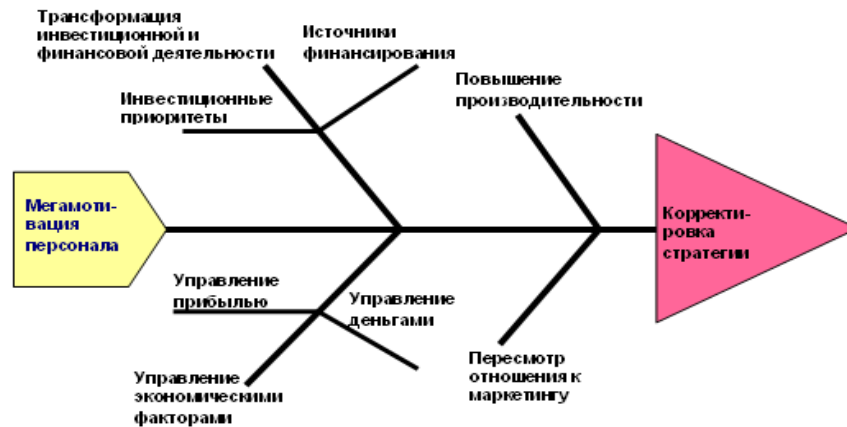 Трансформация
инвестиционной и
финансовой деятельности
Источники
финансирования
Повышение
производительности
Инвестиционные
приоритеты
Мегамоти-
вация
персонала
Корректи-
ровка
стратегии
Управление
прибылью
Управление
деньгами
Управление
экономическими
факторами
Пересмотр
отношения к
маркетингу